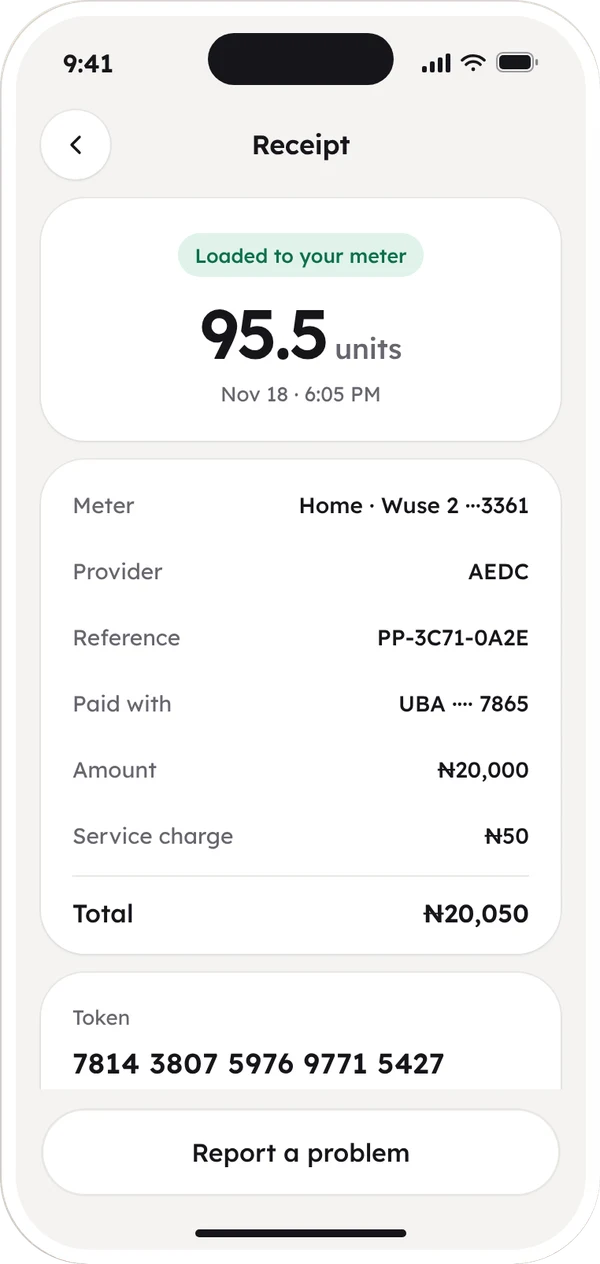 9:41
Receipt
Loaded to your meter
95.5 units
Nov 18 · 6:05 PM
Meter Home · Wuse 2 ···3361
Provider AEDC
Reference PP-3C71-0A2E
Paid with UBA ···· 7865
Amount ₦20,000
Service charge ₦50
Total ₦20,050
Token
7814 3807 5976 9771 5427
Report a problem